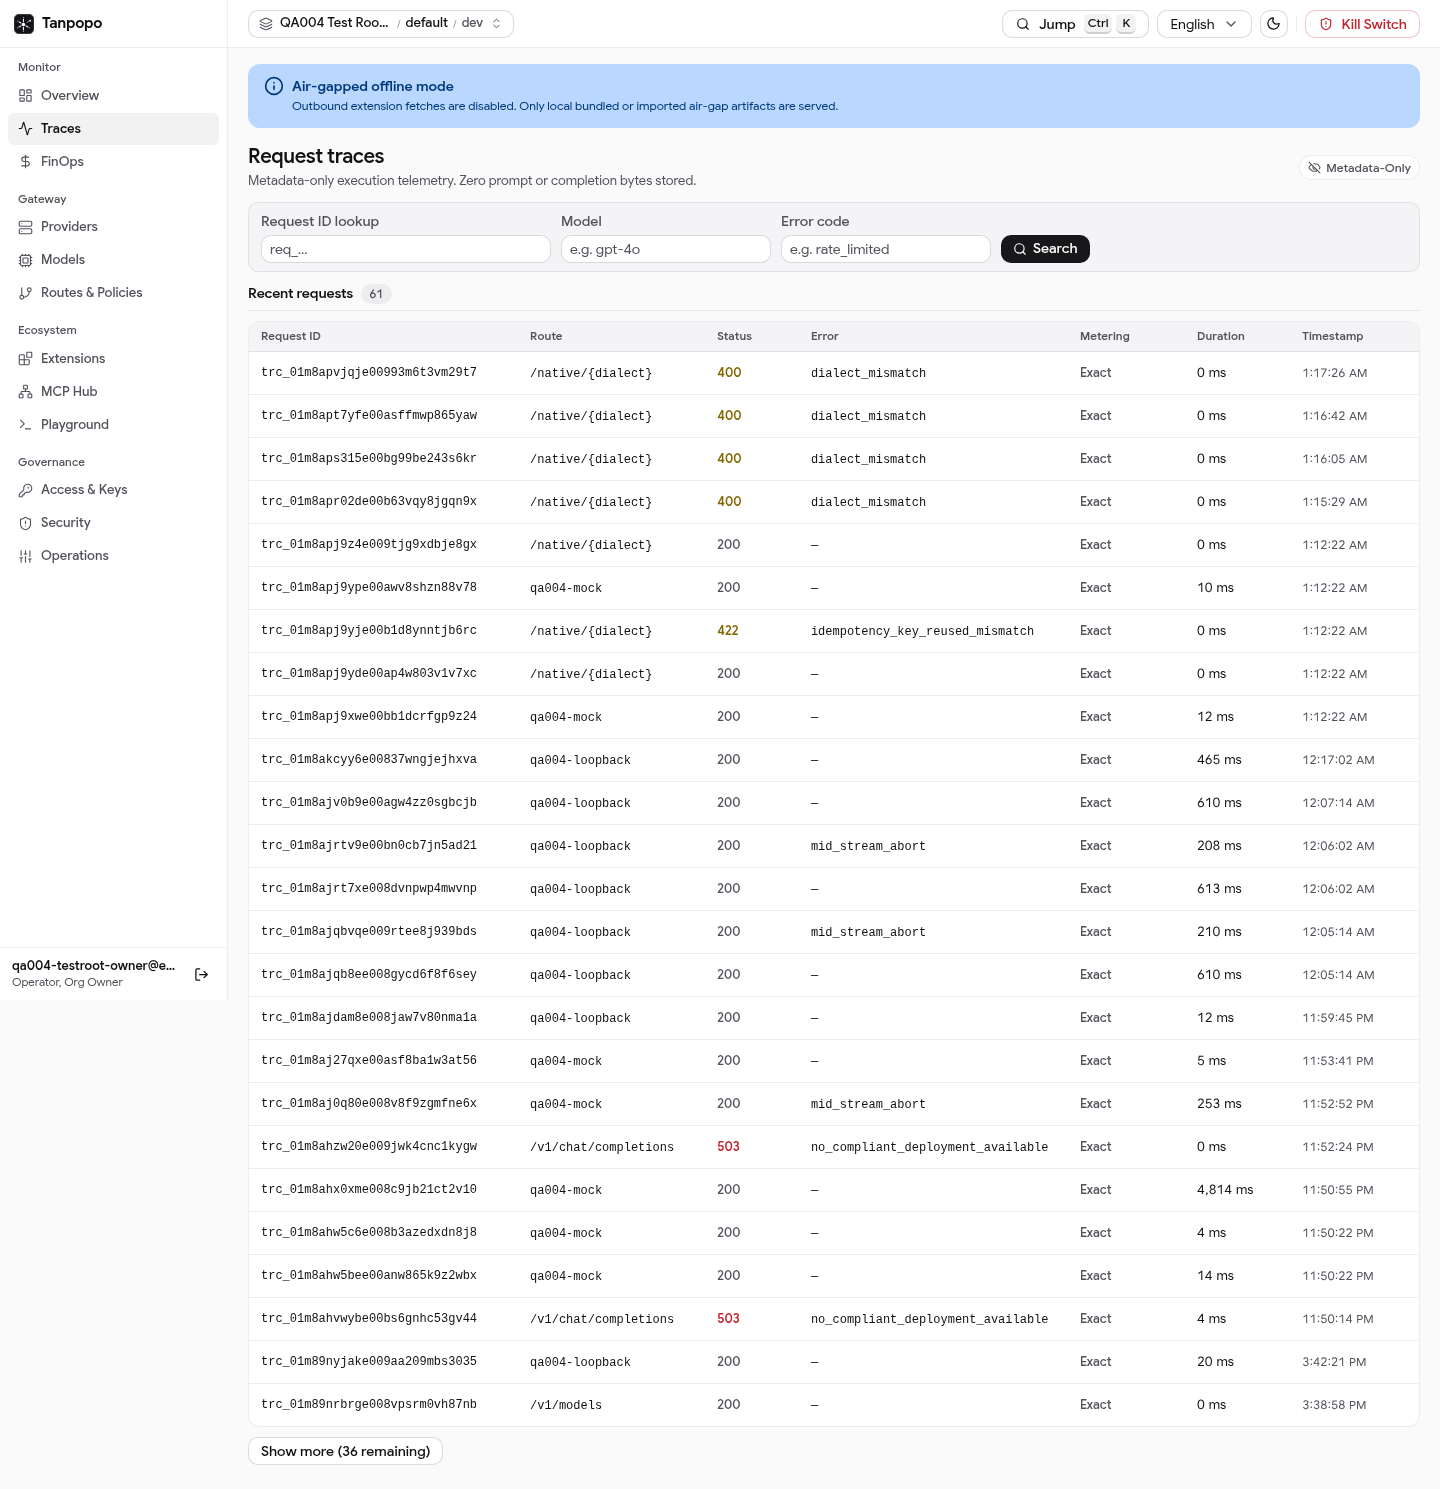 Tanpopo
QA004 Test Roo... / default / dev
Jump Ctrl K
English
Kill Switch
Monitor
Overview
Traces
FinOps
Gateway
Providers
Models
Routes & Policies
Ecosystem
Extensions
MCP Hub
Playground
Governance
Access & Keys
Security
Operations
qa004-testroot-owner@e...
Operator, Org Owner
Air-gapped offline mode
Outbound extension fetches are disabled. Only local bundled or imported air-gap artifacts are served.
Request traces
Metadata-only execution telemetry. Zero prompt or completion bytes stored.
Metadata-Only
Request ID lookup Model Error code
req_... e.g. gpt-4o e.g. rate_limited Search
Recent requests 61
Request ID Route Status Error Metering Duration Timestamp
trc_01m8apvjqje00993m6t3vm29t7 /native/{dialect} 400 dialect_mismatch Exact 0 ms 1:17:26 AM
trc_01m8apt7yfe00asffmwp865yaw /native/{dialect} 400 dialect_mismatch Exact 0 ms 1:16:42 AM
trc_01m8aps315e00bg99be243s6kr /native/{dialect} 400 dialect_mismatch Exact 0 ms 1:16:05 AM
trc_01m8apr02de00b63vqy8jgqn9x /native/{dialect} 400 dialect_mismatch Exact 0 ms 1:15:29 AM
trc_01m8apj9z4e009tjg9xdbje8gx /native/{dialect} 200 — Exact 0 ms 1:12:22 AM
trc_01m8apj9ype00awv8shzn88v78 qa004-mock 200 — Exact 10 ms 1:12:22 AM
trc_01m8apj9yje00b1d8ynntjb6rc /native/{dialect} 422 idempotency_key_reused_mismatch Exact 0 ms 1:12:22 AM
trc_01m8apj9yde00ap4w803v1v7xc /native/{dialect} 200 — Exact 0 ms 1:12:22 AM
trc_01m8apj9xwe00bb1dcrfgp9z24 qa004-mock 200 — Exact 12 ms 1:12:22 AM
trc_01m8akcyy6e00837wngjejhxva qa004-loopback 200 — Exact 465 ms 12:17:02 AM
trc_01m8ajv0b9e00agw4zz0sgbcjb qa004-loopback 200 — Exact 610 ms 12:07:14 AM
trc_01m8ajrtv9e00bn0cb7jn5ad21 qa004-loopback 200 mid_stream_abort Exact 208 ms 12:06:02 AM
trc_01m8ajrt7xe008dvnpwp4mwvnp qa004-loopback 200 — Exact 613 ms 12:06:02 AM
trc_01m8ajqbvqe009rtee8j939bds qa004-loopback 200 mid_stream_abort Exact 210 ms 12:05:14 AM
trc_01m8ajqb8ee008gycd6f8f6sey qa004-loopback 200 — Exact 610 ms 12:05:14 AM
trc_01m8ajdam8e008jaw7v80nma1a qa004-loopback 200 — Exact 12 ms 11:59:45 PM
trc_01m8aj27qxe00asf8ba1w3at56 qa004-mock 200 — Exact 5 ms 11:53:41 PM
trc_01m8aj0q80e008v8f9zgmfne6x qa004-mock 200 mid_stream_abort Exact 253 ms 11:52:52 PM
trc_01m8ahzw20e009jwk4cnc1kygw /v1/chat/completions 503 no_compliant_deployment_available Exact 0 ms 11:52:24 PM
trc_01m8ahx0xme008c9jb21ct2v10 qa004-mock 200 — Exact 4,814 ms 11:50:55 PM
trc_01m8ahw5c6e008b3azedxdn8j8 qa004-mock 200 — Exact 4 ms 11:50:22 PM
trc_01m8ahw5bee00anw865k9z2wbx qa004-mock 200 — Exact 14 ms 11:50:22 PM
trc_01m8ahvwybe00bs6gnhc53gv44 /v1/chat/completions 503 no_compliant_deployment_available Exact 4 ms 11:50:14 PM
trc_01m89nyjake009aa209mbs3035 qa004-loopback 200 — Exact 20 ms 3:42:21 PM
trc_01m89nrbrge008vpsrm0vh87nb /v1/models 200 — Exact 0 ms 3:38:58 PM
Show more (36 remaining)